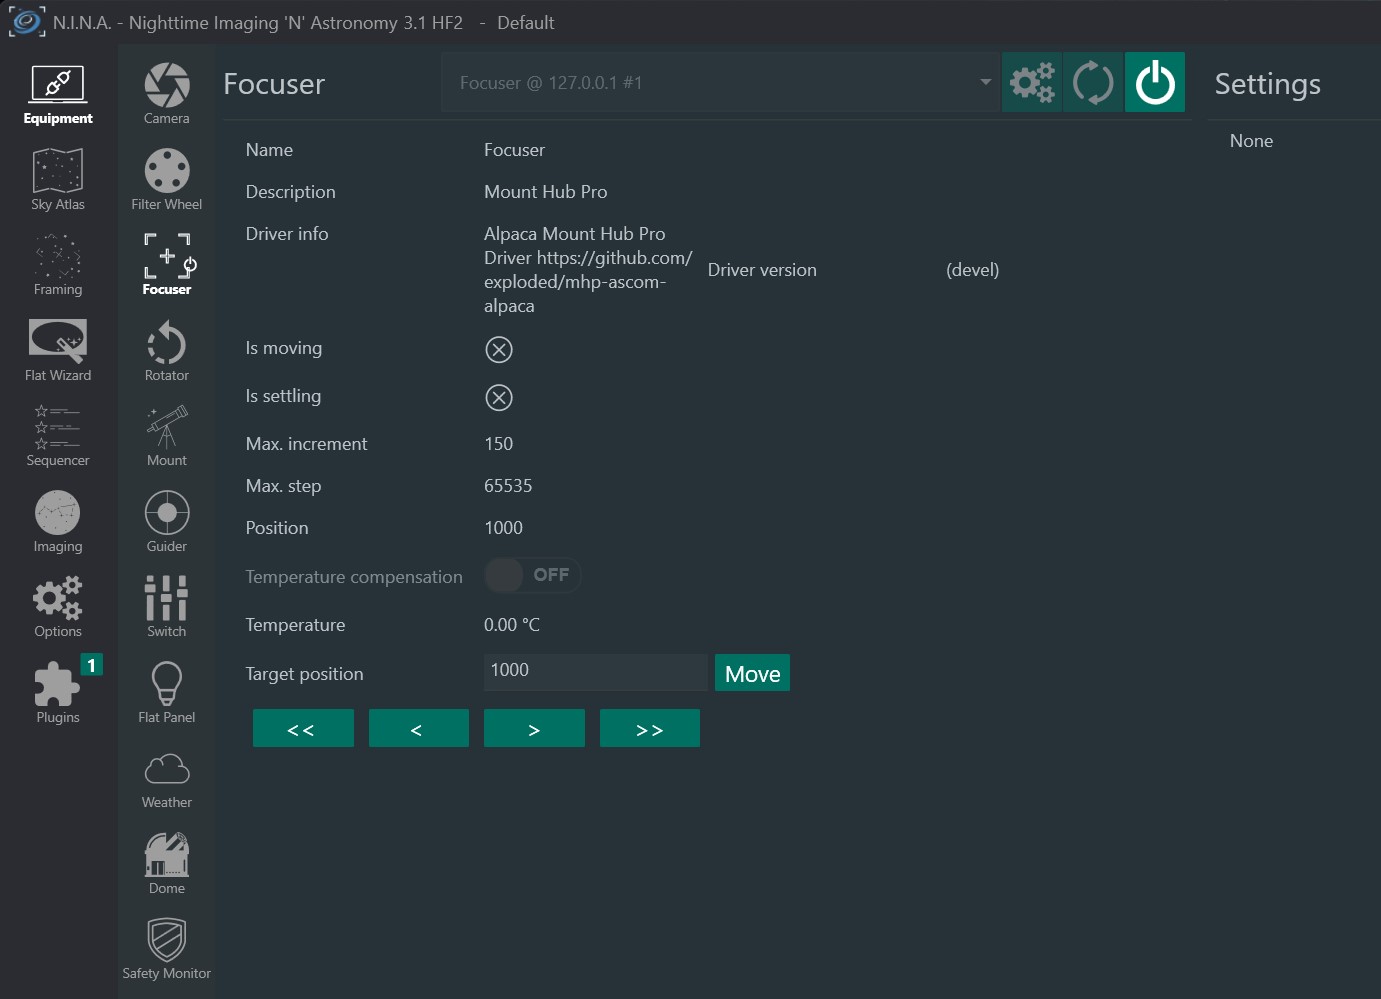 N.I.N.A. - Nighttime Imaging 'N' Astronomy 3.1 HF2 - Default
Equipment
Sky Atlas
Framing
Flat Wizard
Sequencer
Imaging
Options
1
Plugins
Camera
Filter Wheel
Focuser
Rotator
Mount
Guider
Switch
Flat Panel
Weather
Dome
Safety Monitor
Focuser
Focuser @ 127.0.0.1 #1
Name Focuser
Description Mount Hub Pro
Driver info Alpaca Mount Hub Pro
Driver https://github.com/
exploded/mhp-ascom-
alpaca
Driver version (devel)
Is moving
Is settling
Max. increment 150
Max. step 65535
Position 1000
Temperature compensation OFF
Temperature 0.00 °C
Target position 1000 Move
<< < > >>
Settings
None